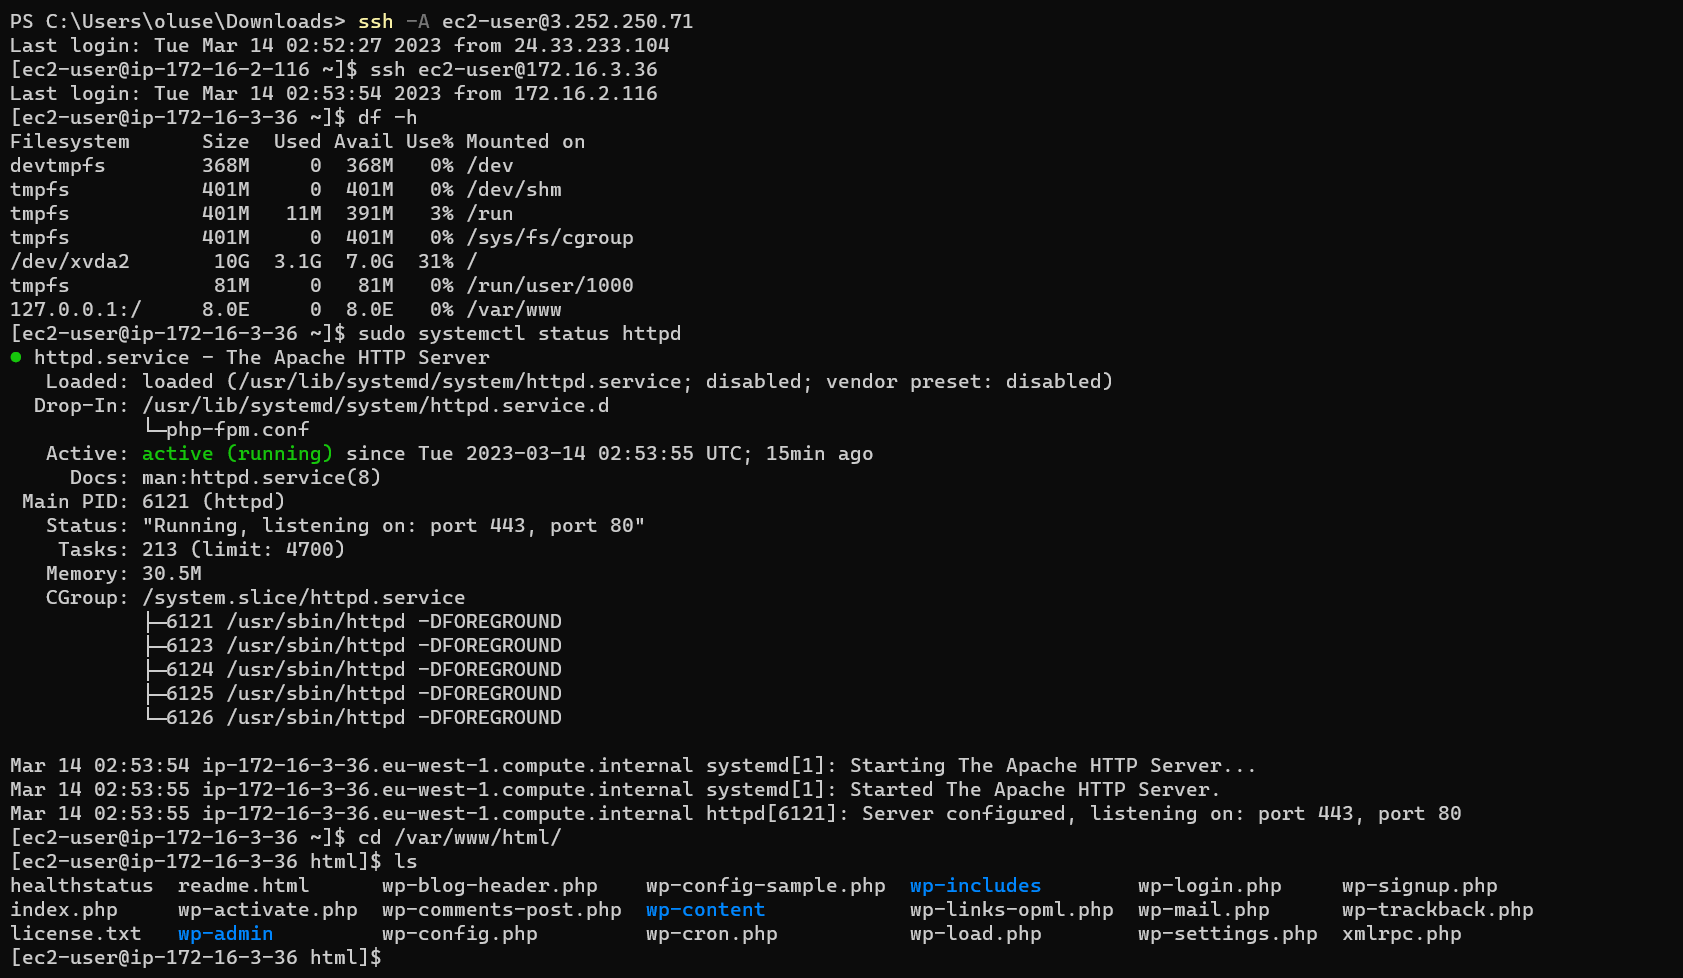 PS C:\Users\oluse\Downloads> ssh -A ec2-user@3.252.250.71
Last login: Tue Mar 14 02:52:27 2023 from 24.33.233.104
[ec2-user@ip-172-16-2-116 ~]$ ssh ec2-user@172.16.3.36
Last login: Tue Mar 14 02:53:54 2023 from 172.16.2.116
[ec2-user@ip-172-16-3-36 ~]$ df -h
Filesystem      Size  Used Avail Use% Mounted on
devtmpfs        368M     0  368M   0% /dev
tmpfs           401M     0  401M   0% /dev/shm
tmpfs           401M   11M  391M   3% /run
tmpfs           401M     0  401M   0% /sys/fs/cgroup
/dev/xvda2       10G  3.1G  7.0G  31% /
tmpfs            81M     0   81M   0% /run/user/1000
127.0.0.1:/     8.0E     0  8.0E   0% /var/www
[ec2-user@ip-172-16-3-36 ~]$ sudo systemctl status httpd
● httpd.service - The Apache HTTP Server
   Loaded: loaded (/usr/lib/systemd/system/httpd.service; disabled; vendor preset: disabled)
  Drop-In: /usr/lib/systemd/system/httpd.service.d
           └─php-fpm.conf
   Active: active (running) since Tue 2023-03-14 02:53:55 UTC; 15min ago
     Docs: man:httpd.service(8)
 Main PID: 6121 (httpd)
   Status: "Running, listening on: port 443, port 80"
    Tasks: 213 (limit: 4700)
   Memory: 30.5M
   CGroup: /system.slice/httpd.service
           ├─6121 /usr/sbin/httpd -DFOREGROUND
           ├─6123 /usr/sbin/httpd -DFOREGROUND
           ├─6124 /usr/sbin/httpd -DFOREGROUND
           ├─6125 /usr/sbin/httpd -DFOREGROUND
           └─6126 /usr/sbin/httpd -DFOREGROUND
Mar 14 02:53:54 ip-172-16-3-36.eu-west-1.compute.internal systemd[1]: Starting The Apache HTTP Server...
Mar 14 02:53:55 ip-172-16-3-36.eu-west-1.compute.internal systemd[1]: Started The Apache HTTP Server.
Mar 14 02:53:55 ip-172-16-3-36.eu-west-1.compute.internal httpd[6121]: Server configured, listening on: port 443, port 80
[ec2-user@ip-172-16-3-36 ~]$ cd /var/www/html/
[ec2-user@ip-172-16-3-36 html]$ ls
healthstatus  readme.html      wp-blog-header.php    wp-config-sample.php  wp-includes        wp-login.php     wp-signup.php
index.php     wp-activate.php  wp-comments-post.php  wp-content            wp-links-opml.php  wp-mail.php      wp-trackback.php
license.txt   wp-admin         wp-config.php         wp-cron.php           wp-load.php        wp-settings.php  xmlrpc.php
[ec2-user@ip-172-16-3-36 html]$